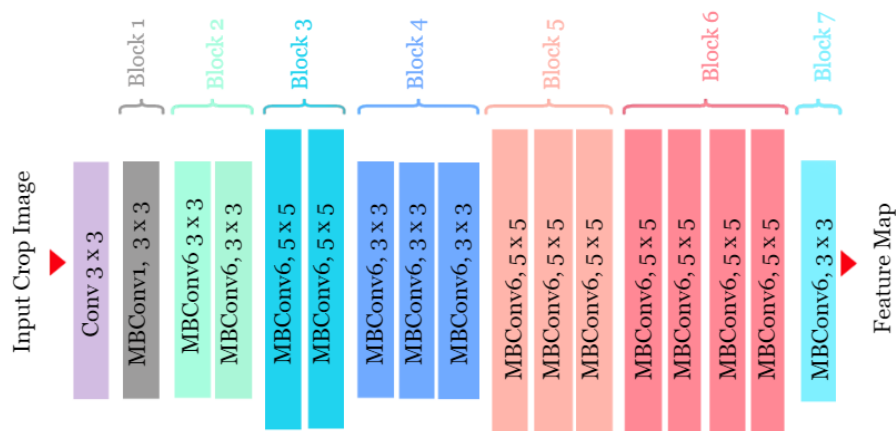 Block 1
Block 2
Block 3
Block 4
Block 5
Block 6
Block 7
Input Crop Image
Conv 3 x 3
MBConv1, 3 x 3
MBConv6 3 x 3
MBConv6, 3 x 3
MBConv6, 5 x 5
MBConv6, 5 x 5
MBConv6, 3 x 3
MBConv6, 3 x 3
MBConv6, 3 x 3
MBConv6, 5 x 5
MBConv6, 5 x 5
MBConv6, 5 x 5
MBConv6, 5 x 5
MBConv6, 5 x 5
MBConv6, 5 x 5
MBConv6, 5 x 5
MBConv6, 3 x 3
Feature Map